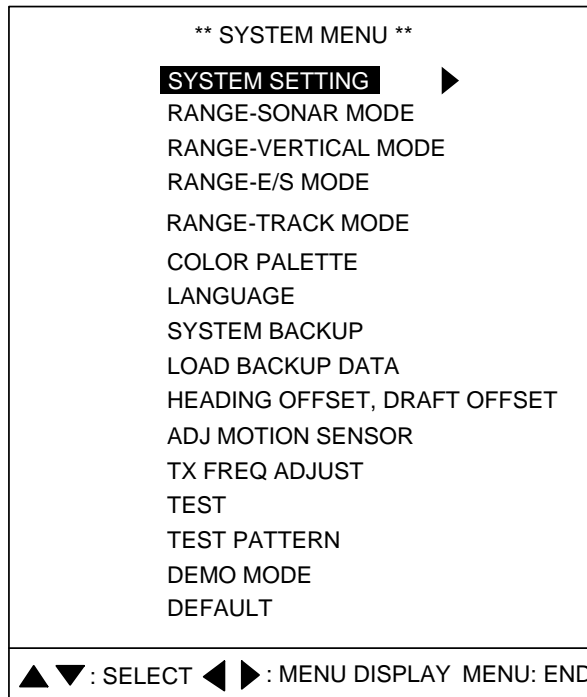 ** SYSTEM MENU **
SYSTEM SETTING ▶
RANGE-SONAR MODE
RANGE-VERTICAL MODE
RANGE-E/S MODE
RANGE-TRACK MODE
COLOR PALETTE
LANGUAGE
SYSTEM BACKUP
LOAD BACKUP DATA
HEADING OFFSET, DRAFT OFFSET
ADJ MOTION SENSOR
TX FREQ ADJUST
TEST
TEST PATTERN
DEMO MODE
DEFAULT
▲ ▼ : SELECT ◀ ▶ : MENU DISPLAY MENU: END